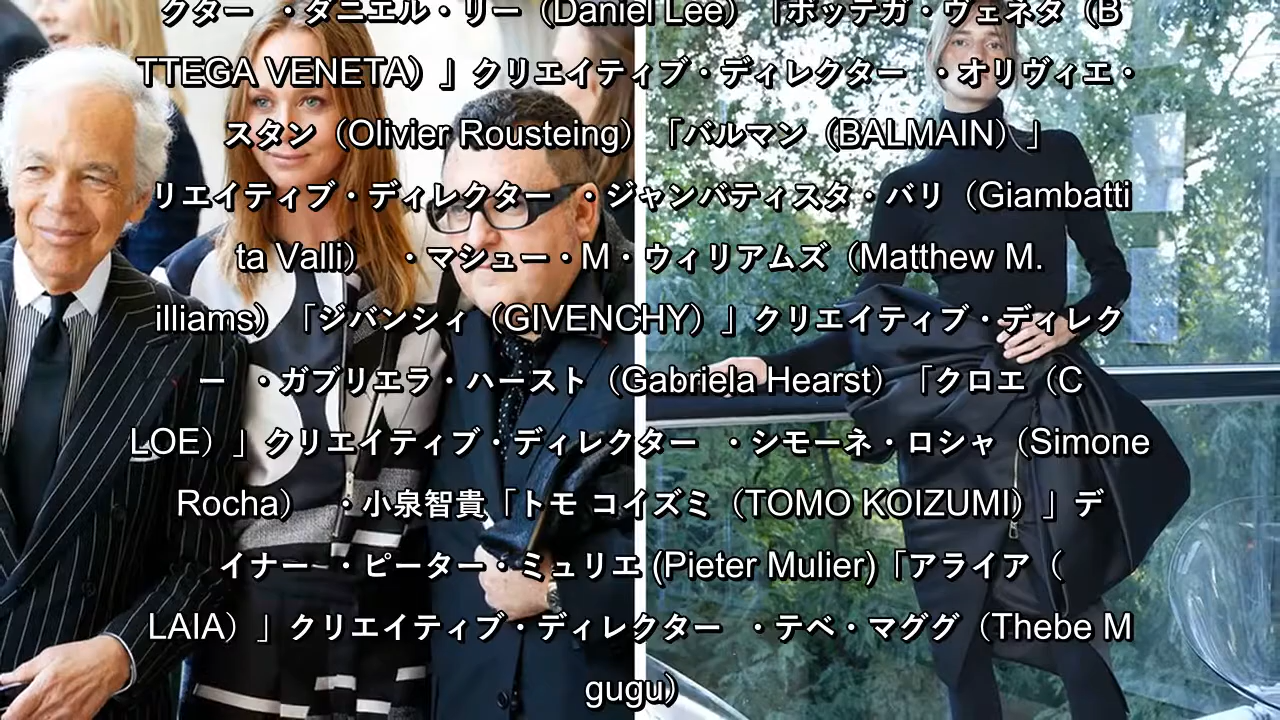 クター ・ダニエル・リー（Daniel Lee）「ボッテガ・ヴェネタ（B
TTEGA VENETA）」クリエイティブ・ディレクター ・オリヴィエ・
スタン（Olivier Rousteing）「バルマン（BALMAIN）」
リエイティブ・ディレクター ・ジャンバティスタ・バリ（Giambatti
ta Valli） ・マシュー・M・ウィリアムズ（Matthew M.
illiams）「ジバンシィ（GIVENCHY）」クリエイティブ・ディレク
ー ・ガブリエラ・ハースト（Gabriela Hearst）「クロエ（C
LOE）」クリエイティブ・ディレクター ・シモーネ・ロシャ（Simone
Rocha） ・小泉智貴「トモ コイズミ（TOMO KOIZUMI）」デ
イナー ・ピーター・ミュリエ (Pieter Mulier)「アライア（
LAIA）」クリエイティブ・ディレクター ・テベ・マググ（Thebe M
gugu）